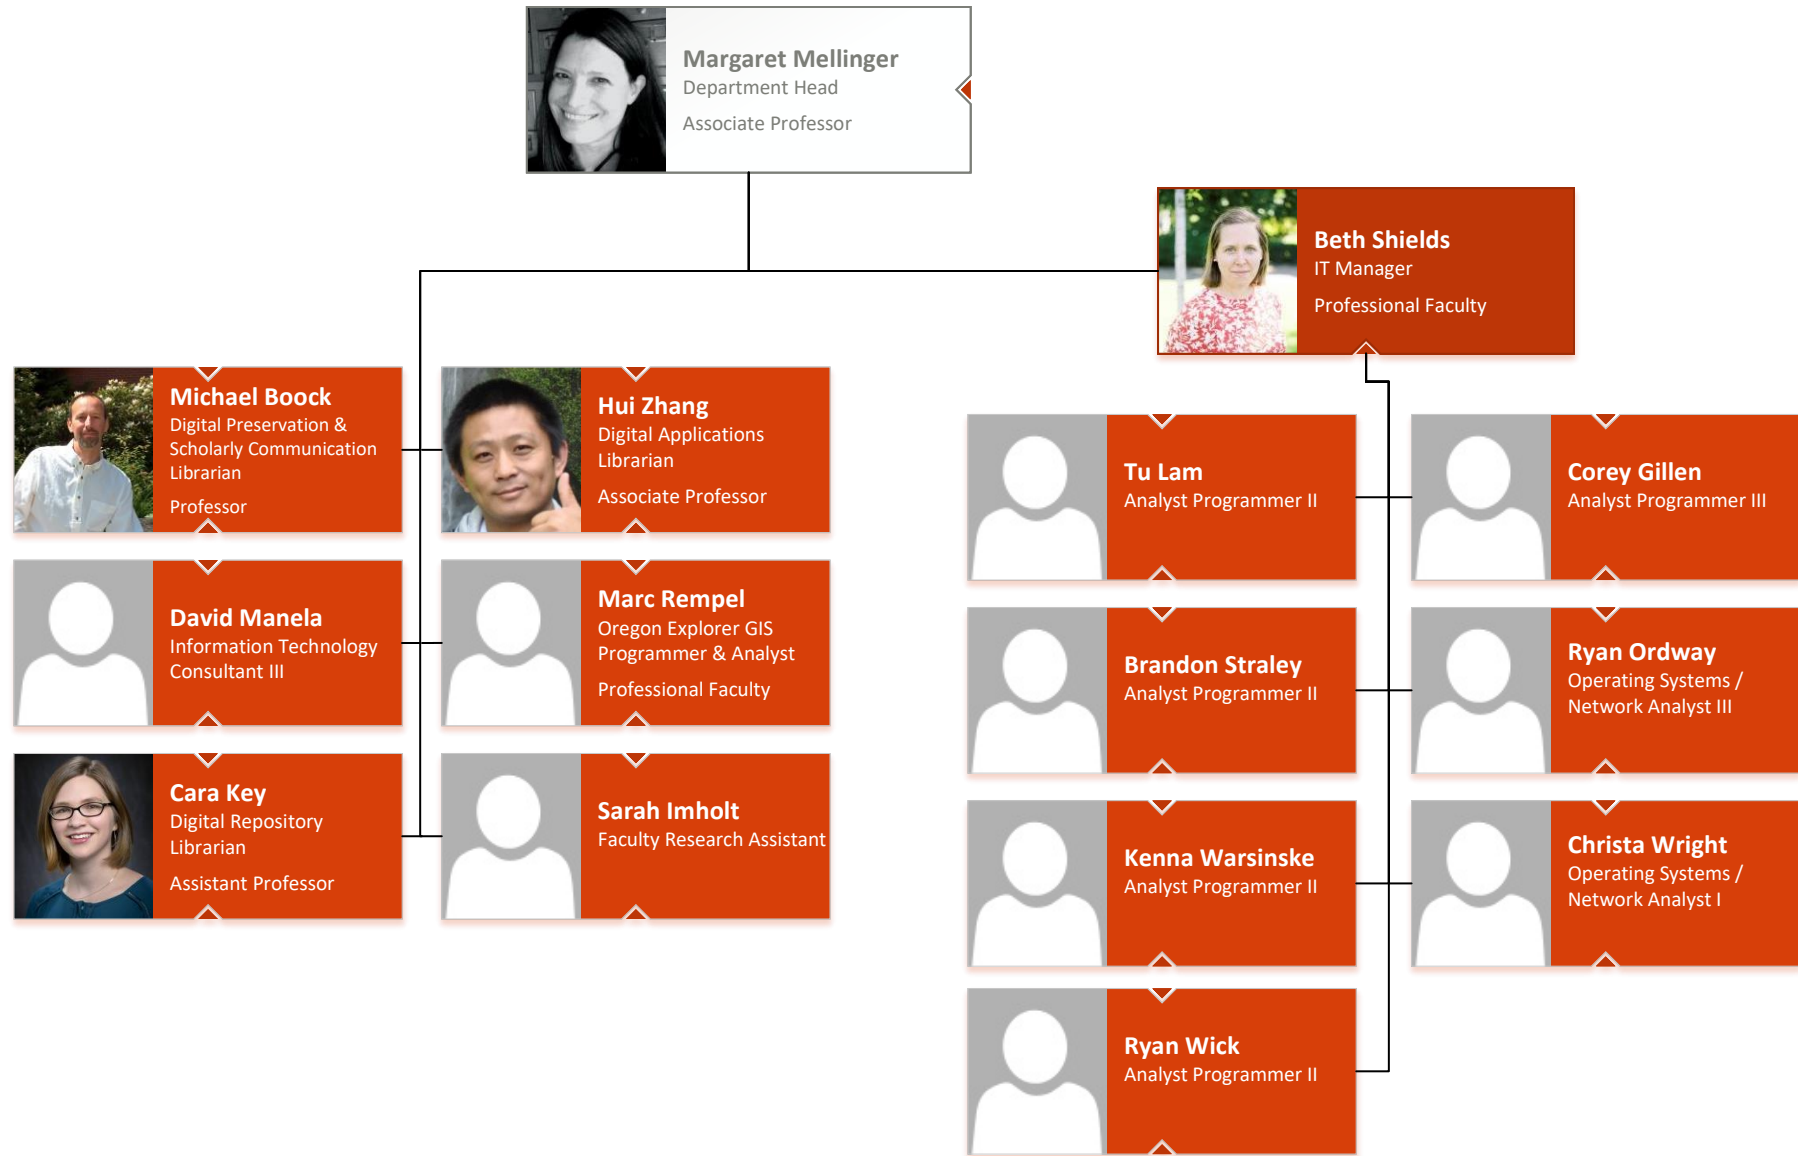 Margaret Mellinger
Department Head
Associate Professor
Beth Shields
IT Manager
Professional Faculty
Michael Boock
Digital Preservation &
Scholarly Communication
Librarian
Professor
Hui Zhang
Digital Applications
Librarian
Associate Professor
David Manela
Information Technology
Consultant III
Marc Rempel
Oregon Explorer GIS
Programmer & Analyst
Professional Faculty
Cara Key
Digital Repository
Librarian
Assistant Professor
Sarah Imholt
Faculty Research Assistant
Tu Lam
Analyst Programmer II
Corey Gillen
Analyst Programmer III
Brandon Straley
Analyst Programmer II
Ryan Ordway
Operating Systems /
Network Analyst III
Kenna Warsinske
Analyst Programmer II
Christa Wright
Operating Systems /
Network Analyst I
Ryan Wick
Analyst Programmer II